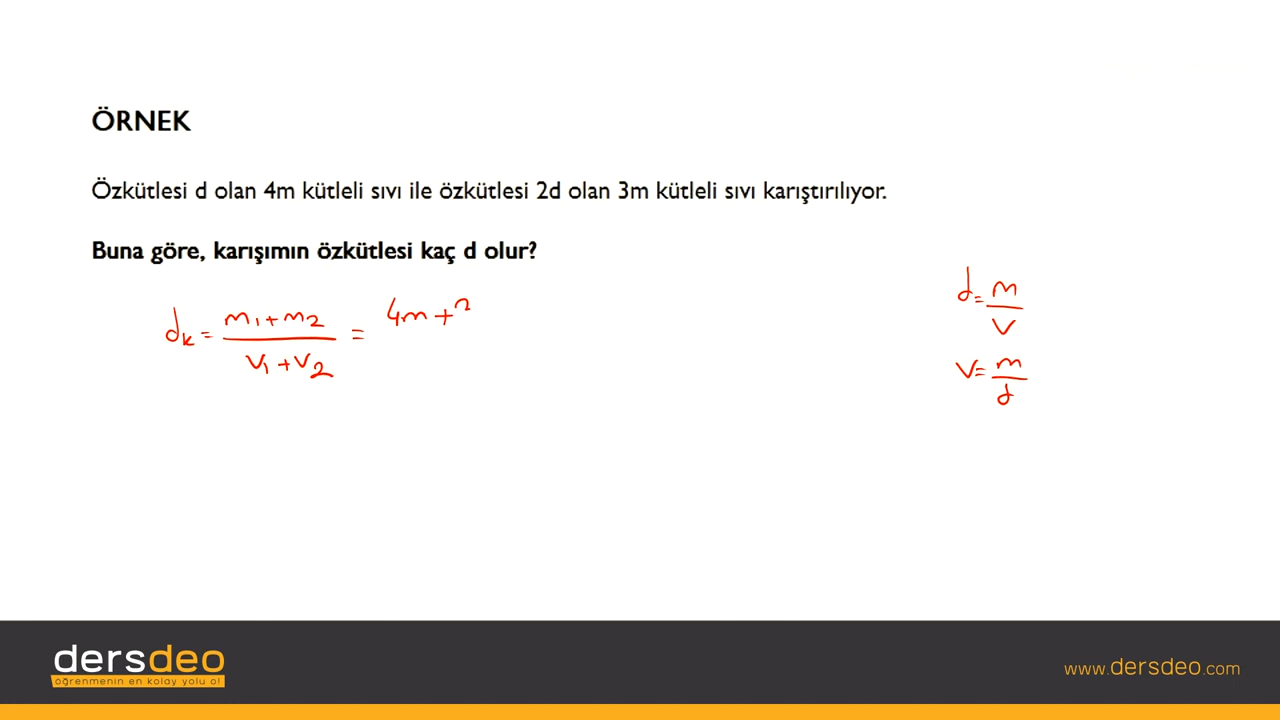 ÖRNEK
Özkütlesi d olan 4m kütleli sıvı ile özkütlesi 2d olan 3m kütleli sıvı karıştırılıyor.
Buna göre, karışımın özkütlesi kaç d olur?
dk = m1+m2 / v1+v2 = 4m+
d = m / v
v = m / d
dersdeo
öğrenmenin en kolay yolu o!
www.dersdeo.com